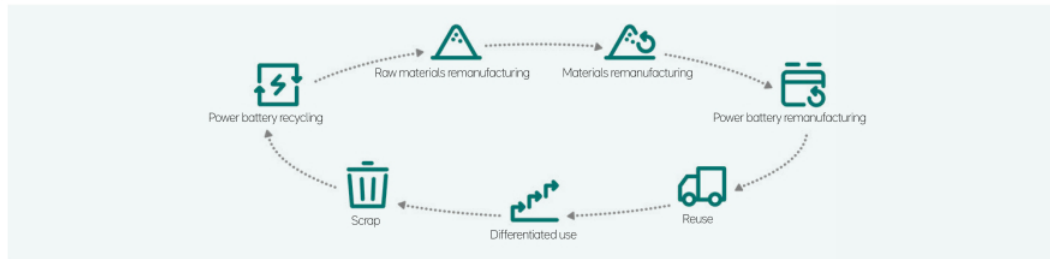 Raw materials remanufacturing
Materials remanufacturing
Power battery recycling
Power battery remanufacturing
Scrap
Reuse
Differentiated use